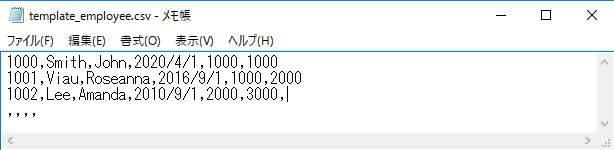 template_employee.csv - メモ帳
ファイル(F) 編集(E) 書式(O) 表示(V) ヘルプ(H)
1000,Smith,John,2020/4/1,1000,1000
1001,Viau,Roseanna,2016/9/1,1000,2000
1002,Lee,Amanda,2010/9/1,2000,3000,
,,,,